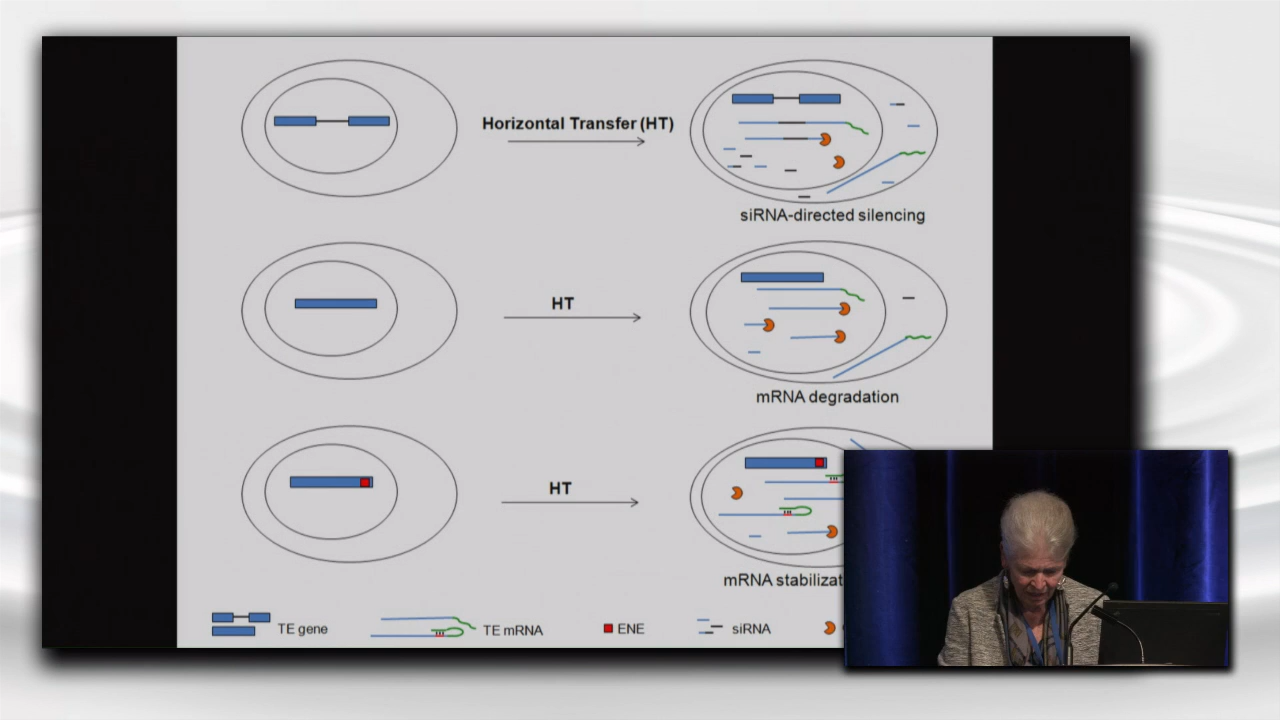 Horizontal Transfer (HT)
siRNA-directed silencing
HT
mRNA degradation
HT
TE gene
TE mRNA
ENE
siRNA